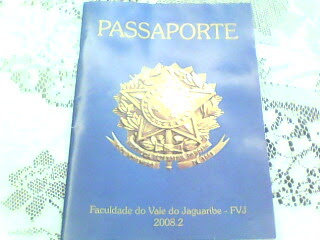 PASSAPORTE
Faculdade do Vale do Jaguaribe - FVJ
2008.2